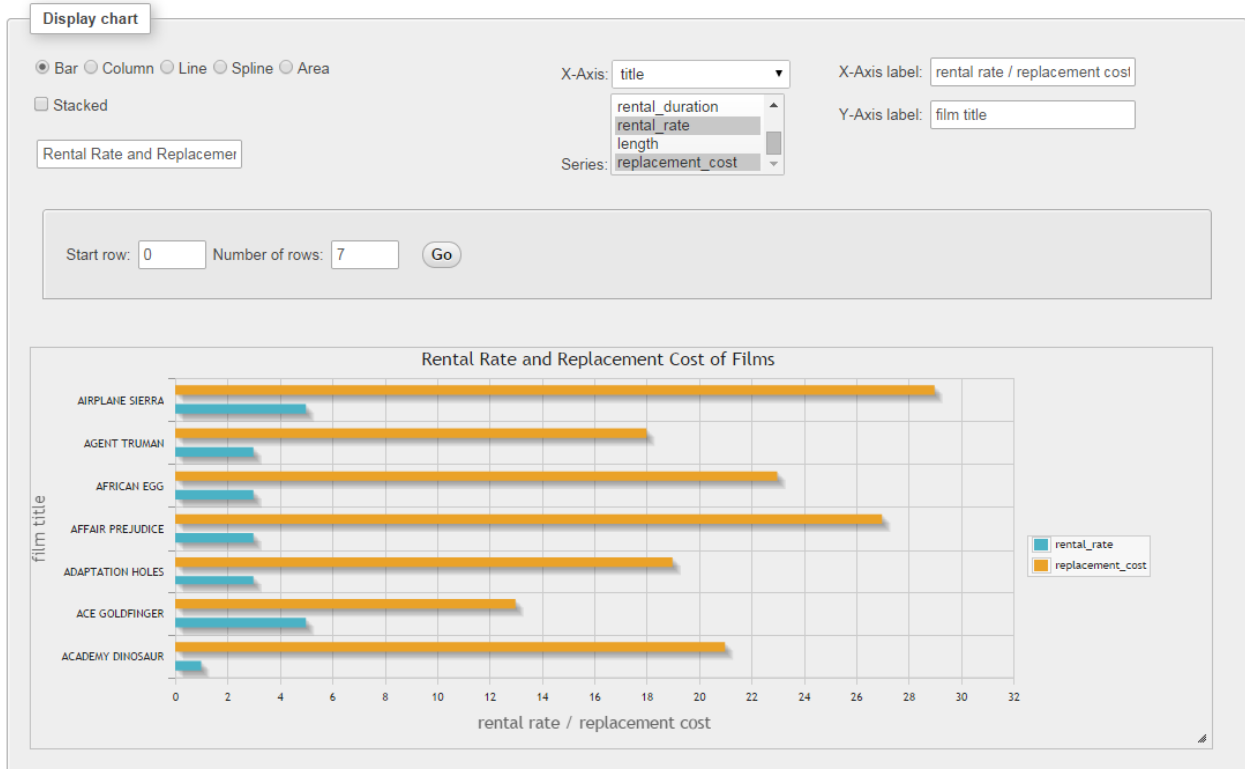 Display chart
Bar Column Line Spline Area
Stacked
Rental Rate and Replacemer
X-Axis: title
rental_duration
rental_rate
length
Series: replacement_cost
X-Axis label: rental rate / replacement cost
Y-Axis label: film title
Start row: 0 Number of rows: 7 Go
Rental Rate and Replacement Cost of Films
film title
AIRPLANE SIERRA
AGENT TRUMAN
AFRICAN EGG
AFFAIR PREJUDICE
ADAPTATION HOLES
ACE GOLDFINGER
ACADEMY DINOSAUR
0 2 4 6 8 10 12 14 16 18 20 22 24 26 28 30 32
rental rate / replacement cost
rental_rate
replacement_cost